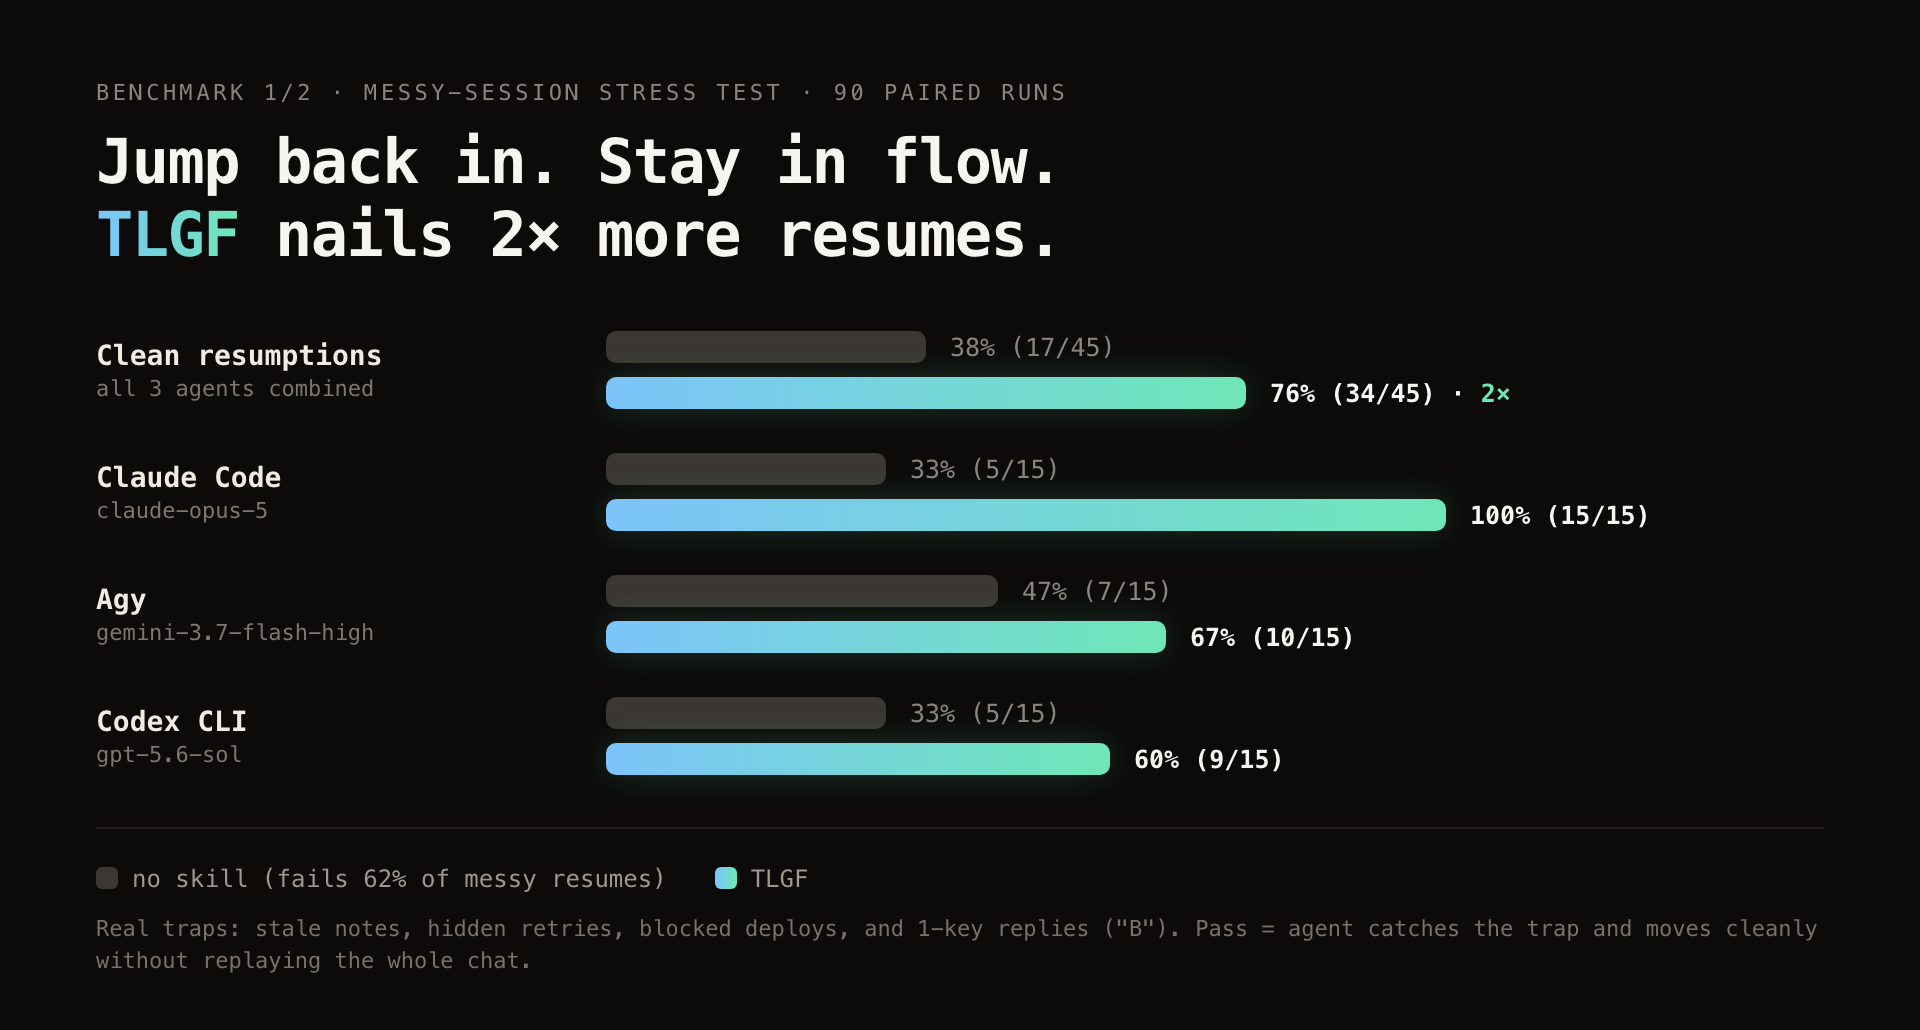 BENCHMARK 1/2 · MESSY-SESSION STRESS TEST · 90 PAIRED RUNS
Jump back in. Stay in flow.
TLGF nails 2× more resumes.
Clean resumptions
all 3 agents combined
38% (17/45)
76% (34/45) · 2×
Claude Code
claude-opus-5
33% (5/15)
100% (15/15)
Agy
gemini-3.7-flash-high
47% (7/15)
67% (10/15)
Codex CLI
gpt-5.6-sol
33% (5/15)
60% (9/15)
no skill (fails 62% of messy resumes)
TLGF
Real traps: stale notes, hidden retries, blocked deploys, and 1-key replies ("B"). Pass = agent catches the trap and moves cleanly
without replaying the whole chat.